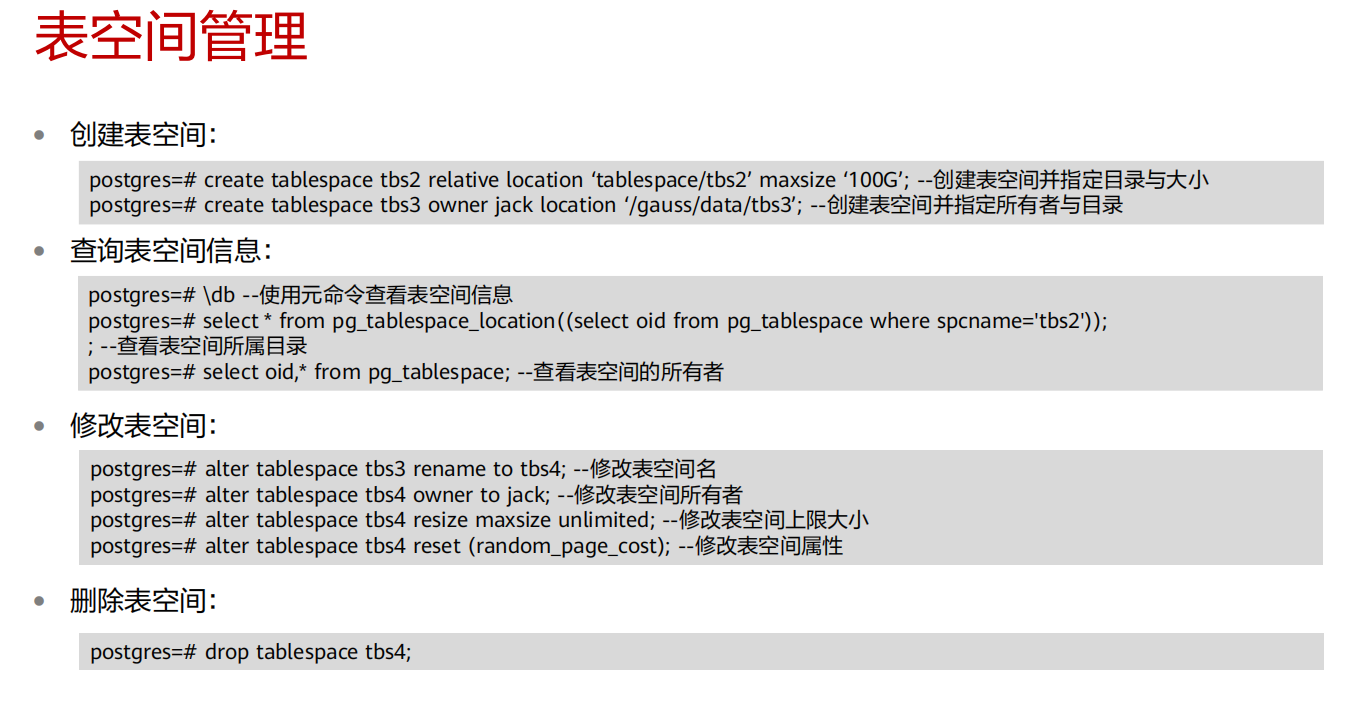 表空间管理
• 创建表空间：
postgres=# create tablespace tbs2 relative location ‘tablespace/tbs2’ maxsize ‘100G’; --创建表空间并指定目录与大小
postgres=# create tablespace tbs3 owner jack location ‘/gauss/data/tbs3’; --创建表空间并指定所有者与目录
• 查询表空间信息：
postgres=# \db --使用元命令查看表空间信息
postgres=# select * from pg_tablespace_location((select oid from pg_tablespace where spcname='tbs2'));
; --查看表空间所属目录
postgres=# select oid,* from pg_tablespace; --查看表空间的所有者
• 修改表空间：
postgres=# alter tablespace tbs3 rename to tbs4; --修改表空间名
postgres=# alter tablespace tbs4 owner to jack; --修改表空间所有者
postgres=# alter tablespace tbs4 resize maxsize unlimited; --修改表空间上限大小
postgres=# alter tablespace tbs4 reset (random_page_cost); --修改表空间属性
• 删除表空间：
postgres=# drop tablespace tbs4;